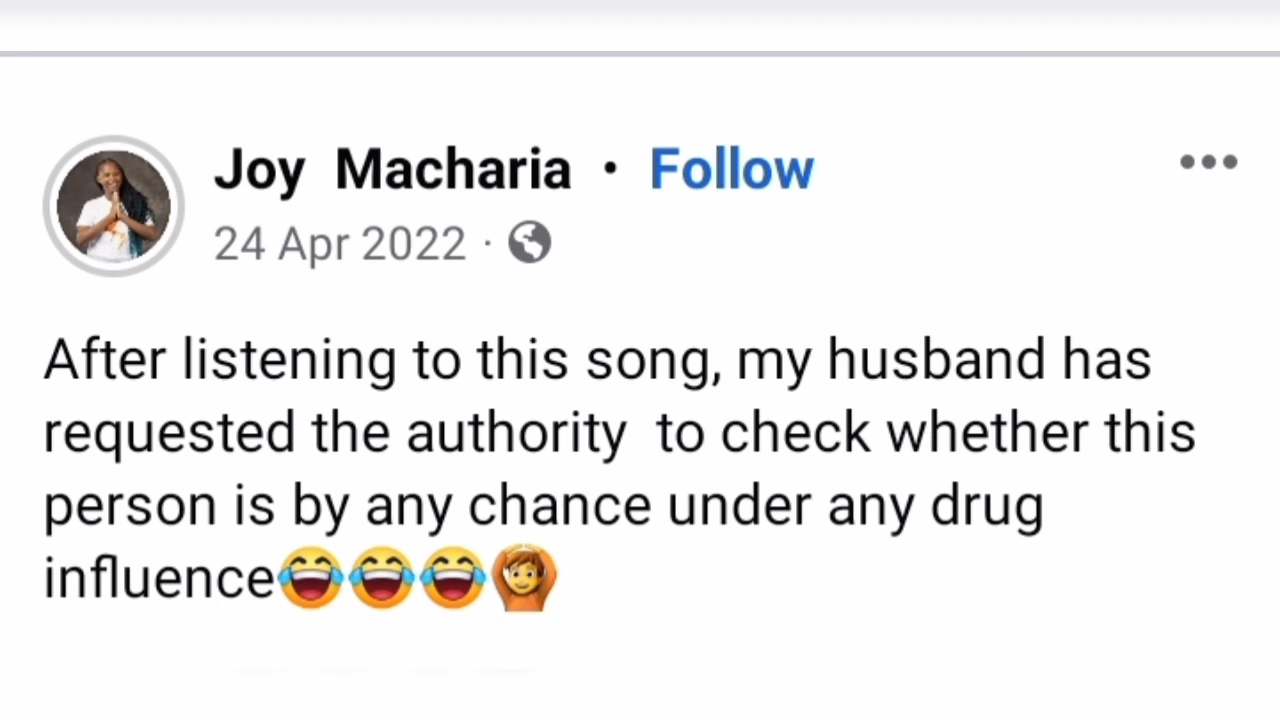 Joy Macharia • Follow
24 Apr 2022 ·
After listening to this song, my husband has
requested the authority to check whether this
person is by any chance under any drug
influence😂😂😂🙆